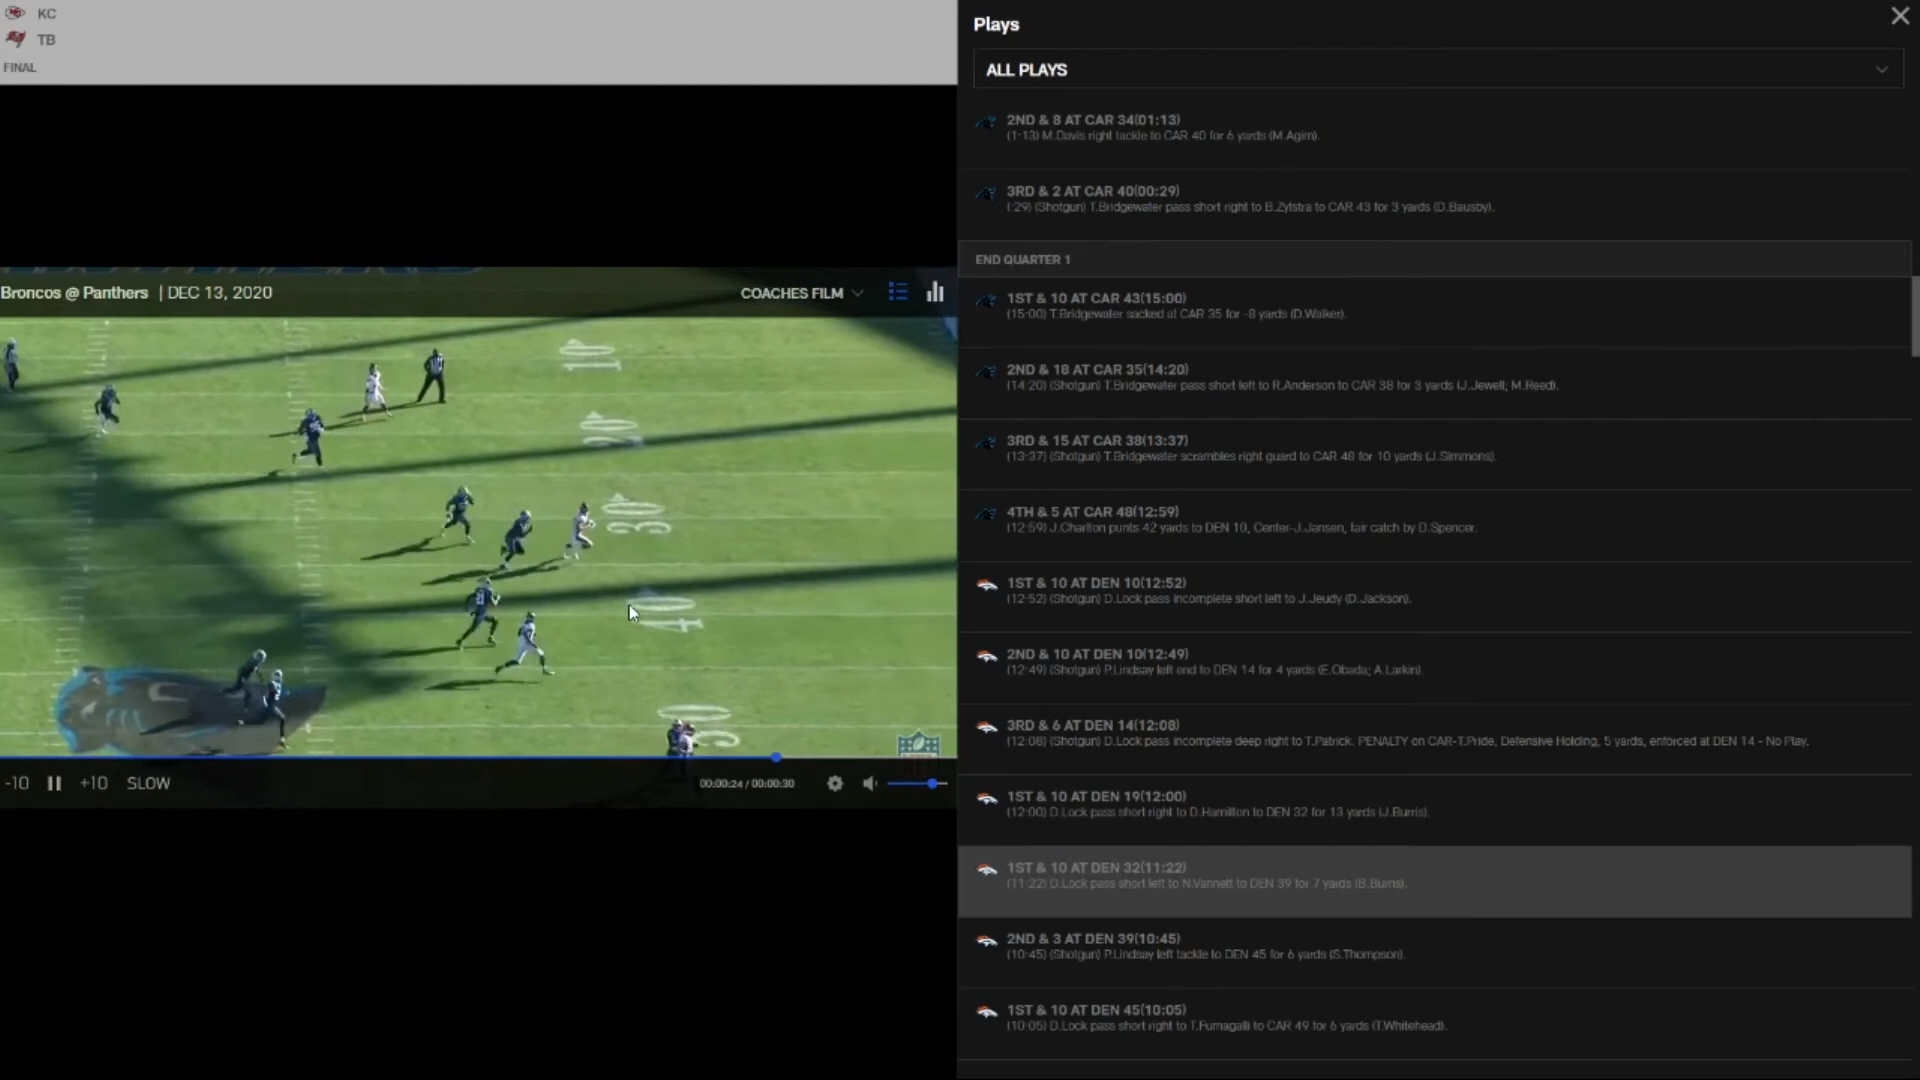 KC
TB
FINAL
Broncos @ Panthers | DEC 13, 2020
COACHES FILM
10
20
30
40
50
-10
+10
SLOW
00:00:24 / 00:00:30
Plays
ALL PLAYS
2ND & 8 AT CAR 34(01:13)
(1:13) M.Davis right tackle to CAR 40 for 6 yards (M.Agim).
3RD & 2 AT CAR 40(00:29)
(:29) (Shotgun) T.Bridgewater pass short right to B.Zylstra to CAR 43 for 3 yards (D.Bausby).
END QUARTER 1
1ST & 10 AT CAR 43(15:00)
(15:00) T.Bridgewater sacked at CAR 35 for -8 yards (D.Walker).
2ND & 18 AT CAR 35(14:20)
(14:20) (Shotgun) T.Bridgewater pass short left to R.Anderson to CAR 38 for 3 yards (J.Jewell; M.Reed).
3RD & 15 AT CAR 38(13:37)
(13:37) (Shotgun) T.Bridgewater scrambles right guard to CAR 48 for 10 yards (J.Simmons).
4TH & 5 AT CAR 48(12:59)
(12:59) J.Charlton punts 42 yards to DEN 10, Center-J.Jansen, fair catch by D.Spencer.
1ST & 10 AT DEN 10(12:52)
(12:52) (Shotgun) D.Lock pass incomplete short left to J.Jeudy (D.Jackson).
2ND & 10 AT DEN 10(12:49)
(12:49) (Shotgun) P.Lindsay left end to DEN 14 for 4 yards (E.Obada; A.Larkin).
3RD & 6 AT DEN 14(12:08)
(12:08) (Shotgun) D.Lock pass incomplete deep right to T.Patrick. PENALTY on CAR-T.Pride, Defensive Holding, 5 yards, enforced at DEN 14 - No Play.
1ST & 10 AT DEN 19(12:00)
(12:00) D.Lock pass short right to D.Hamilton to DEN 32 for 13 yards (J.Burris).
1ST & 10 AT DEN 32(11:22)
(11:22) D.Lock pass short left to N.Vannett to DEN 39 for 7 yards (B.Burns).
2ND & 3 AT DEN 39(10:45)
(10:45) (Shotgun) P.Lindsay left tackle to DEN 45 for 6 yards (S.Thompson).
1ST & 10 AT DEN 45(10:05)
(10:05) D.Lock pass short right to T.Fumagalli to CAR 49 for 6 yards (T.Whitehead).